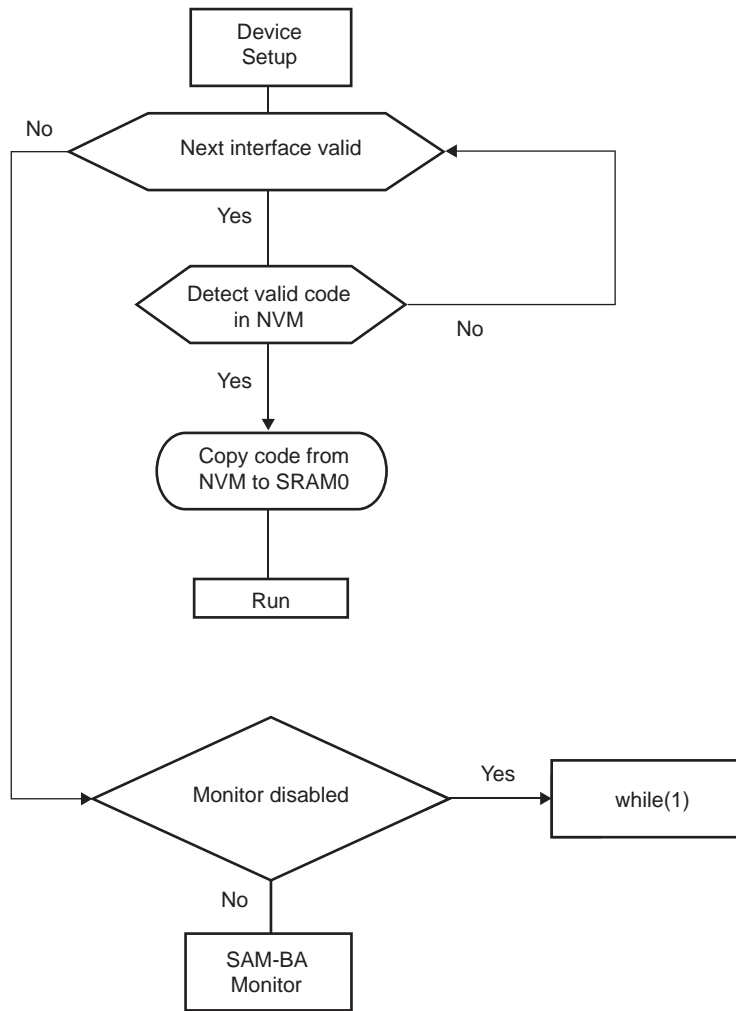 Device
Setup
No
Next interface valid
Yes
Detect valid code
in NVM
No
Yes
Copy code from
NVM to SRAM0
Run
Monitor disabled
Yes
while(1)
No
SAM-BA
Monitor